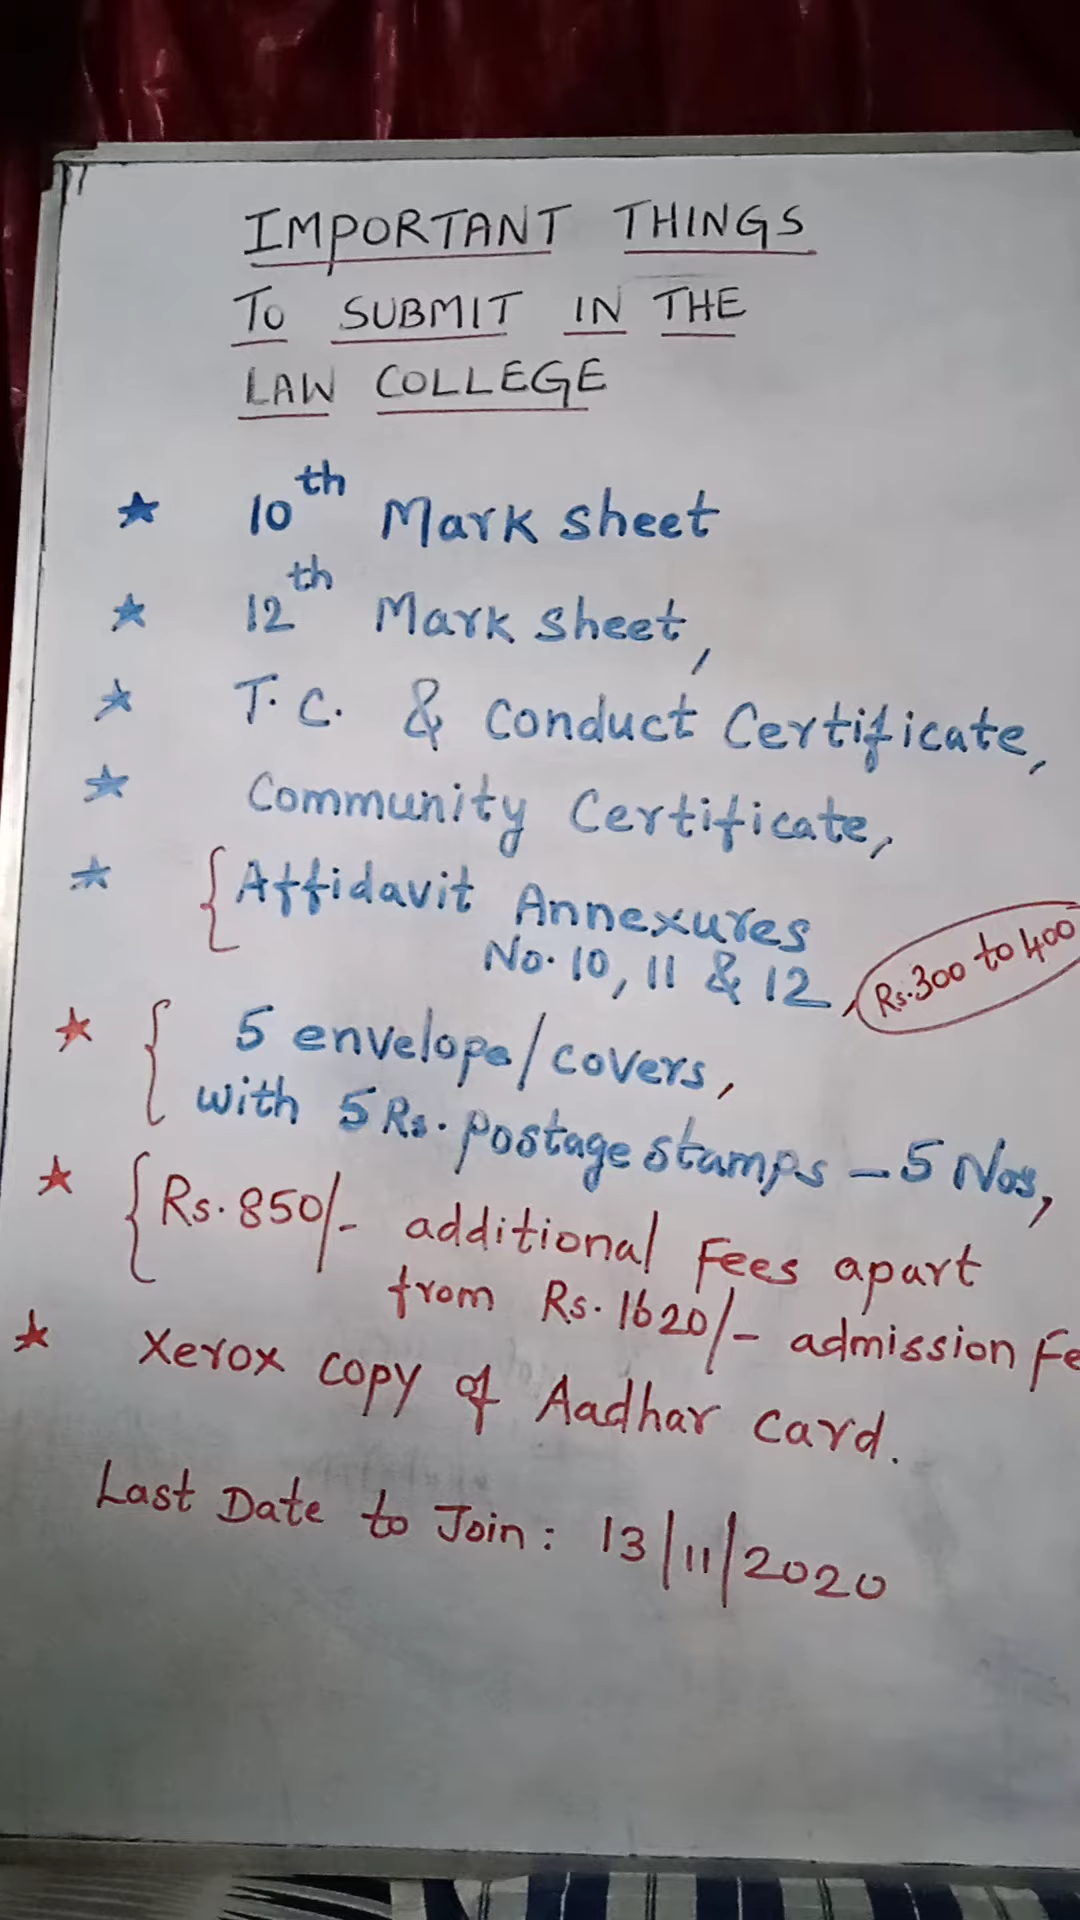 IMPORTANT THINGS
TO SUBMIT IN THE
LAW COLLEGE
★ 10th Mark sheet
★ 12th Mark sheet,
★ T.C. & Conduct Certificate,
★ Community Certificate,
★ { Affidavit Annexures
No. 10, 11 & 12, Rs.300 to 400
★ { 5 envelope/covers,
with 5 Rs. postage stamps – 5 Nos,
★ { Rs.850/- additional Fees apart
from Rs. 1620/- admission Fe
★ Xerox copy of Aadhar card.
Last Date to Join: 13/11/2020